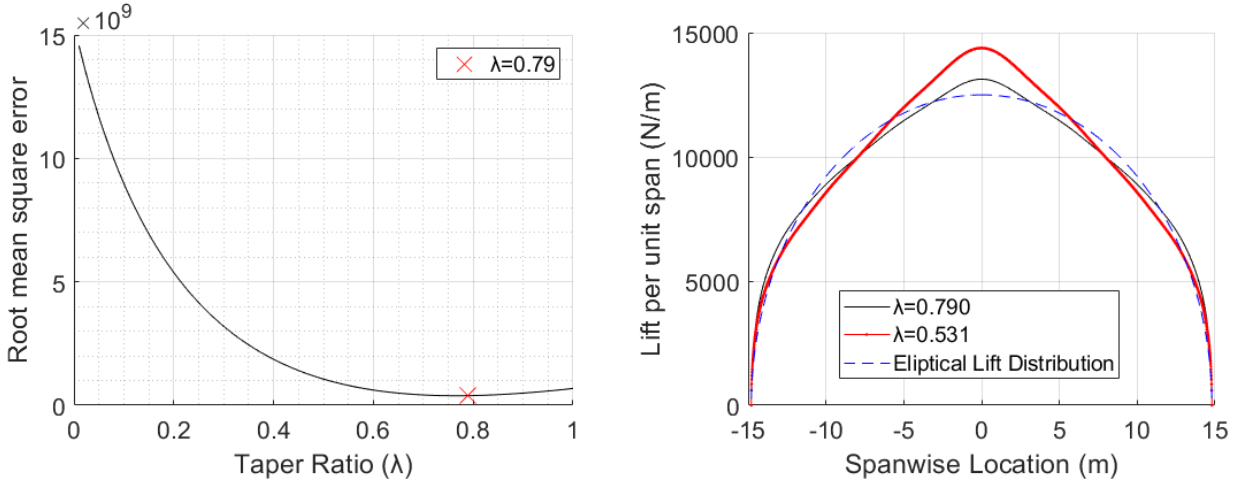 ×10⁹
15
10
5
0
0
0.2
0.4
0.6
0.8
1
Root mean square error
Taper Ratio (λ)
λ=0.79
15000
10000
5000
0
-15
-10
-5
0
5
10
15
Lift per unit span (N/m)
Spanwise Location (m)
λ=0.790
λ=0.531
Eliptical Lift Distribution